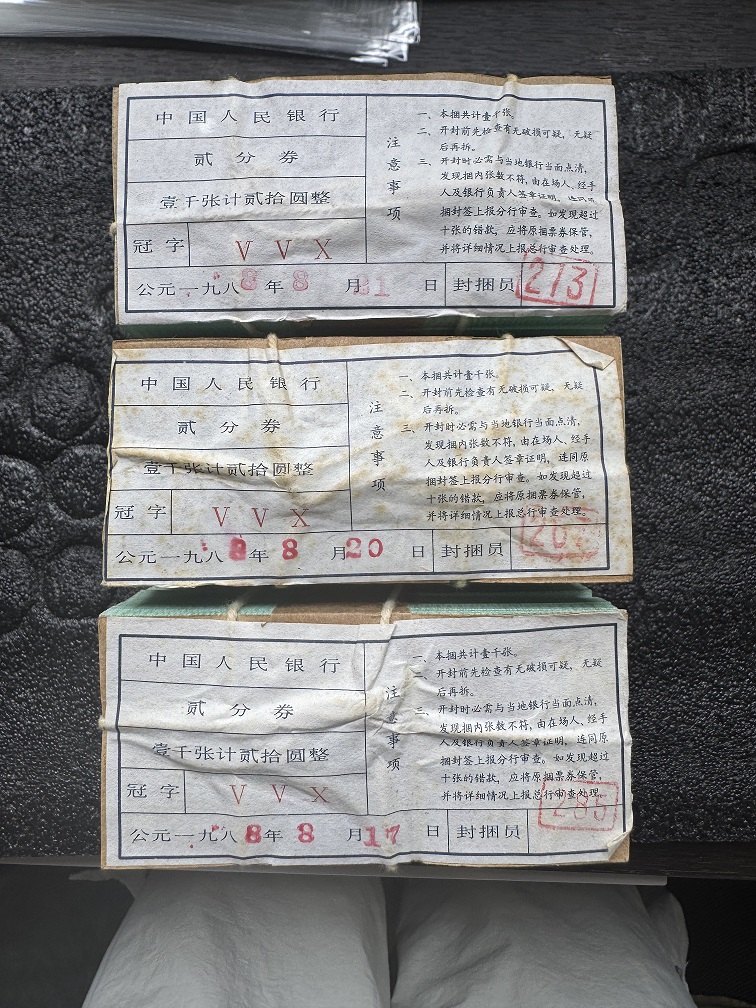 中国人民银行
贰分券
壹千张计贰拾圆整
冠字 VVX
公元一九八8年8月31日 封捆员 213
注意事项
一、本捆共计壹千张。
二、开封前先检查有无破损可疑，无疑
后再拆。
三、开封时必需与当地银行当面点清，
发现捆内张数不符，由在场人、经手
人及银行负责人签章证明，连同原
捆封签上报分行审查。如发现超过
十张的错款，应将原捆票券保管，
并将详细情况上报总行审查处理。
中国人民银行
贰分券
壹千张计贰拾圆整
冠字 VVX
公元一九八8年8月20日 封捆员
注意事项
一、本捆共计壹千张。
二、开封前先检查有无破损可疑，无疑
后再拆。
三、开封时必需与当地银行当面点清，
发现捆内张数不符，由在场人、经手
人及银行负责人签章证明，连同原
捆封签上报分行审查。如发现超过
十张的错款，应将原捆票券保管，
并将详细情况上报总行审查处理。
中国人民银行
贰分券
壹千张计贰拾圆整
冠字 VVX
公元一九八8年8月17日 封捆员 285
注意事项
一、本捆共计壹千张。
二、开封前先检查有无破损可疑，无疑
后再拆。
三、开封时必需与当地银行当面点清，
发现捆内张数不符，由在场人、经手
人及银行负责人签章证明，连同原
捆封签上报分行审查。如发现超过
十张的错款，应将原捆票券保管，
并将详细情况上报总行审查处理。